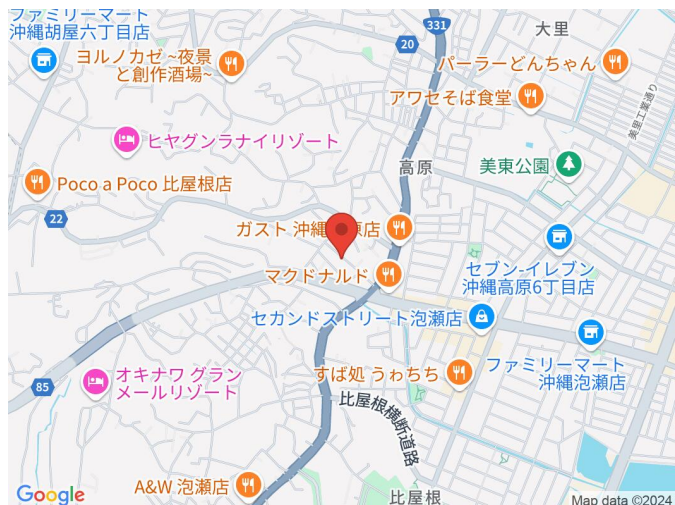 ファミリーマート
沖縄胡屋六丁目店
ヨルノカゼ ~夜景
と創作酒場~
331
20
大里
パーラーどんちゃん
アワセそば食堂
美里工業通り
ヒヤグンラナイリゾート
高原
美東公園
Poco a Poco 比屋根店
22
ガスト 沖縄
原店
マクドナルド
セブン-イレブン
沖縄高原6丁目店
セカンドストリート泡瀬店
85
オキナワ グラン
メールリゾート
すば処 うゎちち
ファミリーマート
沖縄泡瀬店
比屋根横断道路
A&W 泡瀬店
比屋根
Google
Map data ©2024